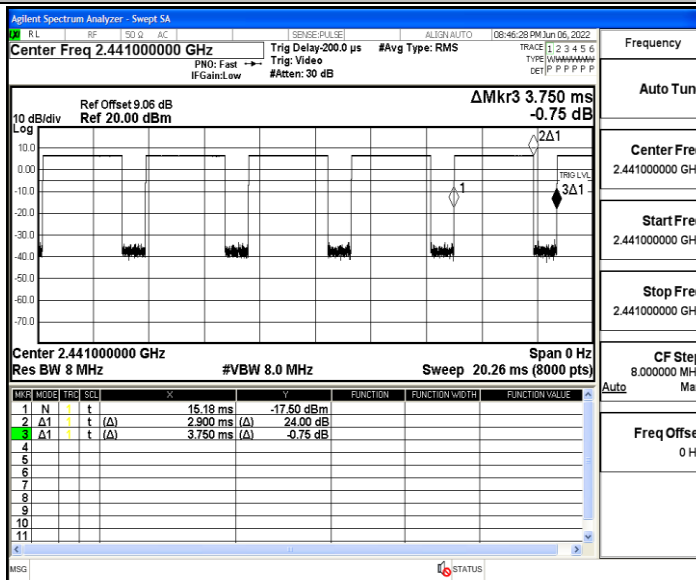 Agilent Spectrum Analyzer - Swept SA
LXI RL RF 50 Ω AC SENSE:PULSE ALIGN AUTO 08:46:28 PM Jun 06, 2022
Center Freq 2.441000000 GHz
PNO: Fast
IFGain:Low
Trig Delay-200.0 µs
Trig: Video
#Atten: 30 dB
#Avg Type: RMS
TRACE 1 2 3 4 5 6
TYPE
DET P P P P P P
ΔMkr3 3.750 ms
-0.75 dB
Ref Offset 9.06 dB
10 dB/div Ref 20.00 dBm
Log
10.0
0.00
-10.0
-20.0
-30.0
-40.0
-50.0
-60.0
-70.0
2Δ1
TRIG LVL
1
3Δ1
Center 2.441000000 GHz Span 0 Hz
Res BW 8 MHz #VBW 8.0 MHz Sweep 20.26 ms (8000 pts)
MKR MODE TRC SCL X Y FUNCTION FUNCTION WIDTH FUNCTION VALUE
1 N 1 t 15.18 ms -17.50 dBm
2 Δ1 1 t (Δ) 2.900 ms (Δ) 24.00 dB
3 Δ1 1 t (Δ) 3.750 ms (Δ) -0.75 dB
4
5
6
7
8
9
10
11
MSG STATUS
Frequency
Auto Tun
Center Fre
2.441000000 GH
Start Fre
2.441000000 GH
Stop Fre
2.441000000 GH
CF Step
8.000000 MH
Auto Ma
Freq Offse
0 H